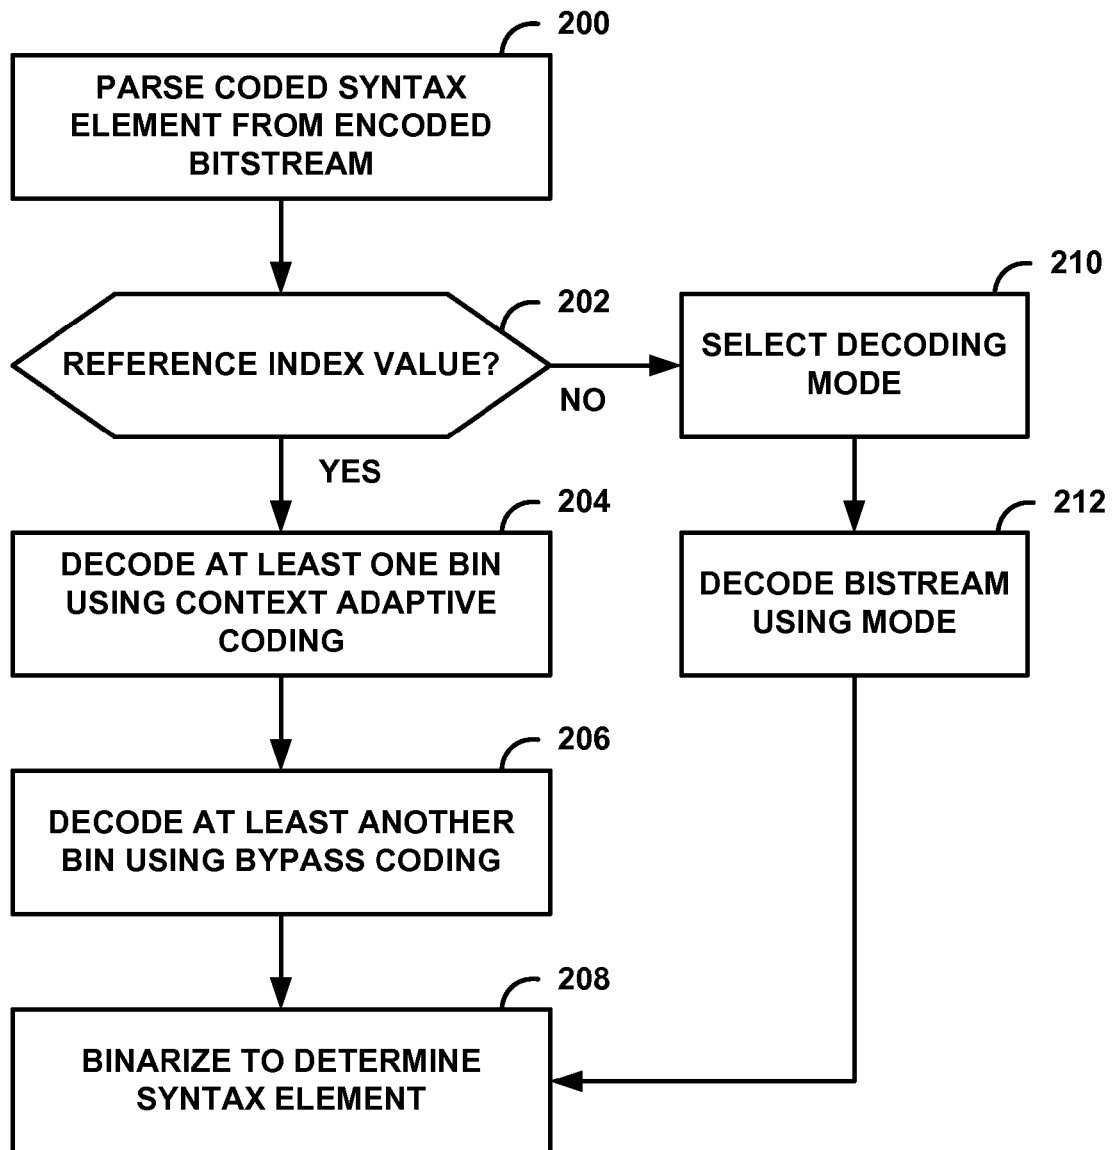 200
PARSE CODED SYNTAX
ELEMENT FROM ENCODED
BITSTREAM
202
REFERENCE INDEX VALUE?
NO
YES
210
SELECT DECODING
MODE
204
DECODE AT LEAST ONE BIN
USING CONTEXT ADAPTIVE
CODING
212
DECODE BISTREAM
USING MODE
206
DECODE AT LEAST ANOTHER
BIN USING BYPASS CODING
208
BINARIZE TO DETERMINE
SYNTAX ELEMENT